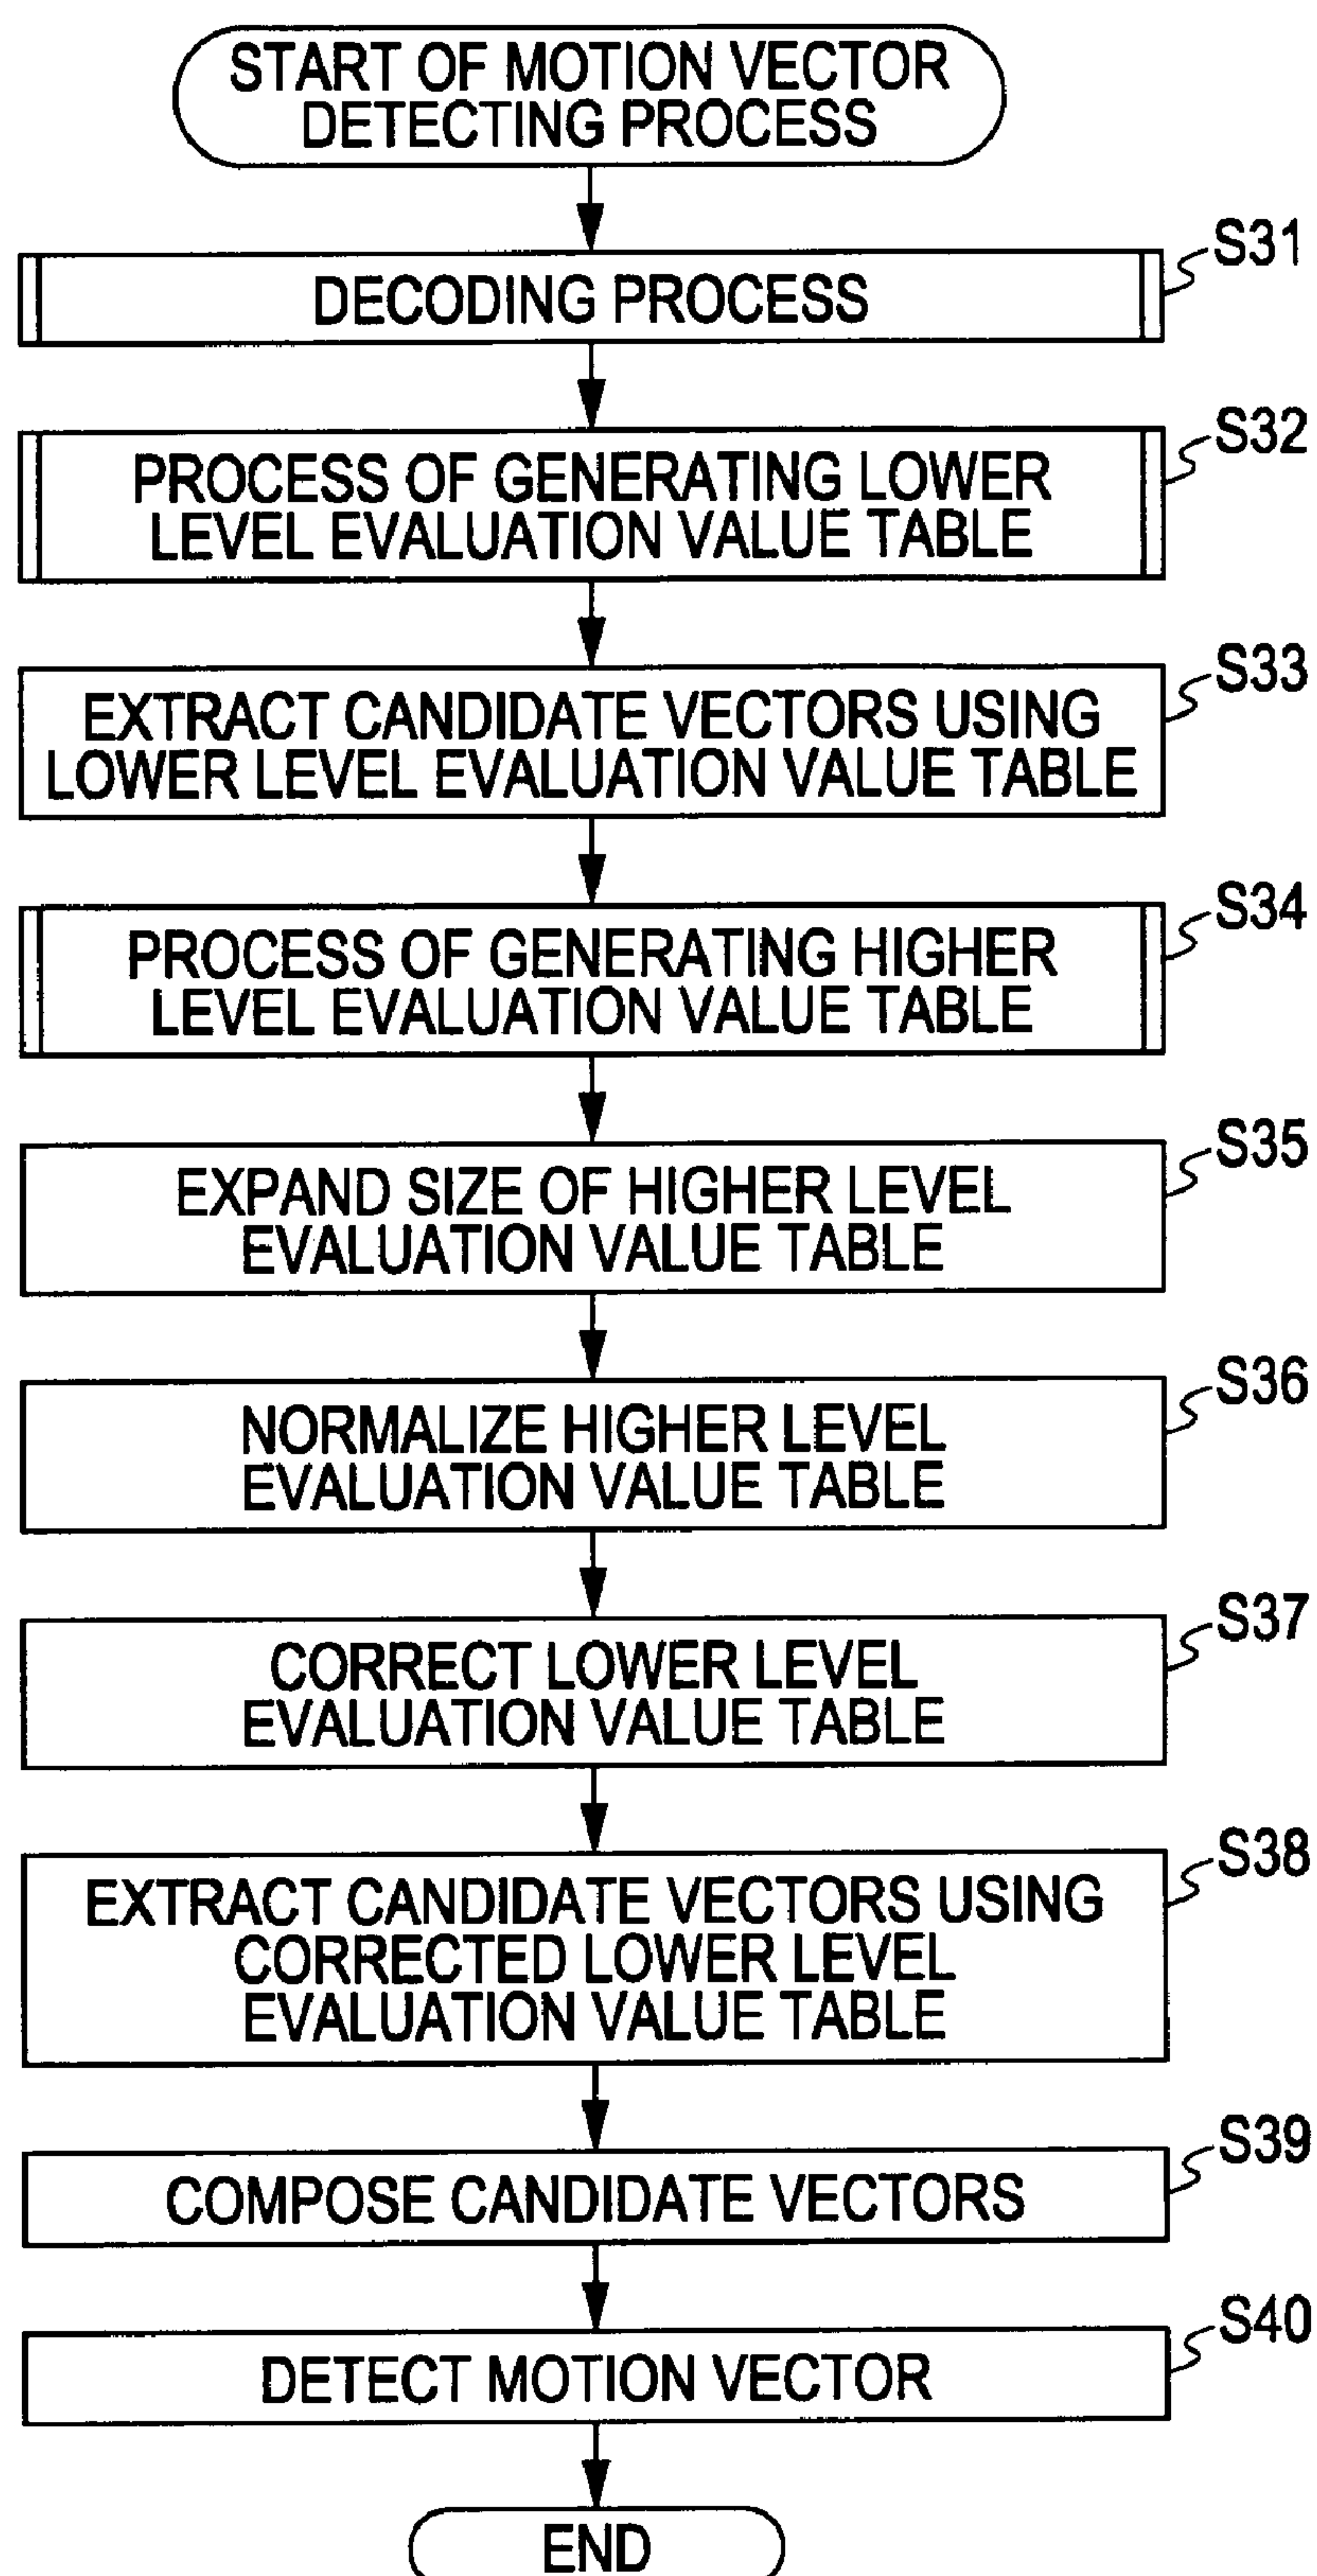 START OF MOTION VECTOR
DETECTING PROCESS
S31
DECODING PROCESS
S32
PROCESS OF GENERATING LOWER
LEVEL EVALUATION VALUE TABLE
S33
EXTRACT CANDIDATE VECTORS USING
LOWER LEVEL EVALUATION VALUE TABLE
S34
PROCESS OF GENERATING HIGHER
LEVEL EVALUATION VALUE TABLE
S35
EXPAND SIZE OF HIGHER LEVEL
EVALUATION VALUE TABLE
S36
NORMALIZE HIGHER LEVEL
EVALUATION VALUE TABLE
S37
CORRECT LOWER LEVEL
EVALUATION VALUE TABLE
S38
EXTRACT CANDIDATE VECTORS USING
CORRECTED LOWER LEVEL
EVALUATION VALUE TABLE
S39
COMPOSE CANDIDATE VECTORS
S40
DETECT MOTION VECTOR
END